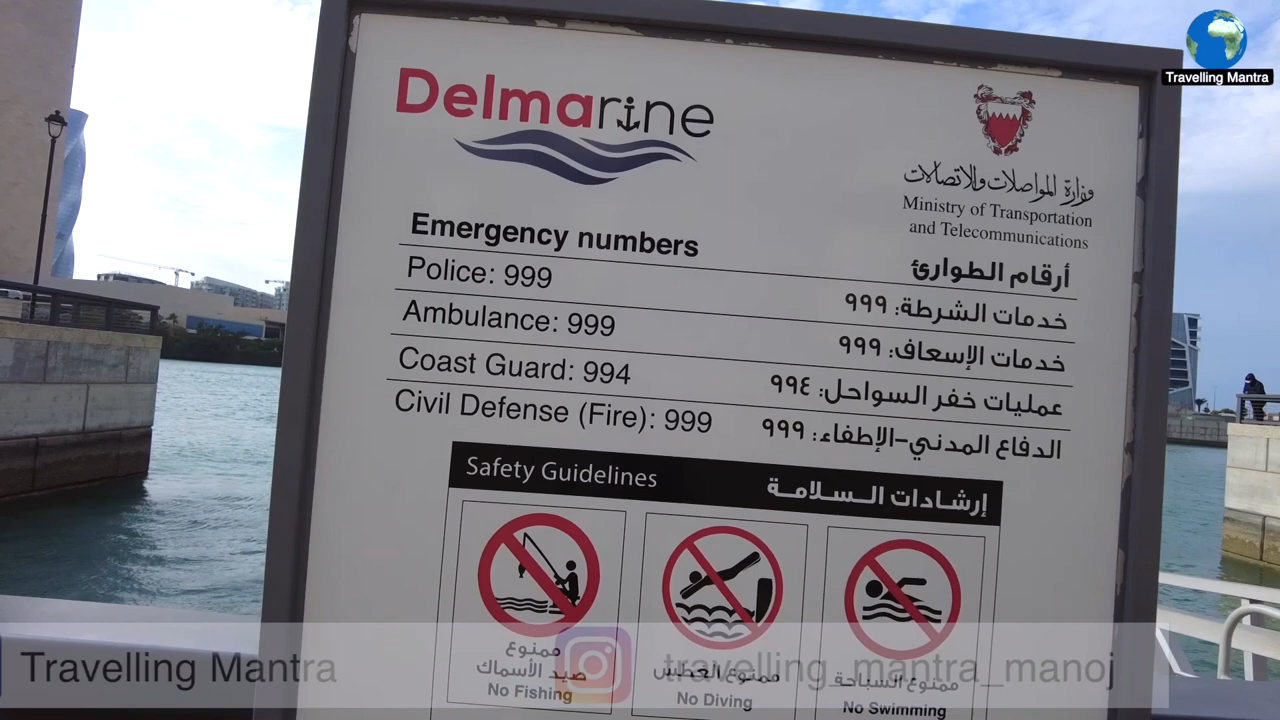 Travelling Mantra
Delmarine
وزارة المواصلات والاتصالات
Ministry of Transportation
and Telecommunications
Emergency numbers
Police: 999
Ambulance: 999
Coast Guard: 994
Civil Defense (Fire): 999
أرقام الطوارئ
خدمات الشرطة: ٩٩٩
خدمات الإسعاف: ٩٩٩
عمليات خفر السواحل: ٩٩٤
الدفاع المدني-الإطفاء: ٩٩٩
Safety Guidelines
إرشادات الـسـلامـة
ممنوع
صيد الأسماك
No Fishing
ممنوع الغطس
No Diving
ممنوع السباحة
No Swimming
Travelling Mantra
travelling_mantra_manoj